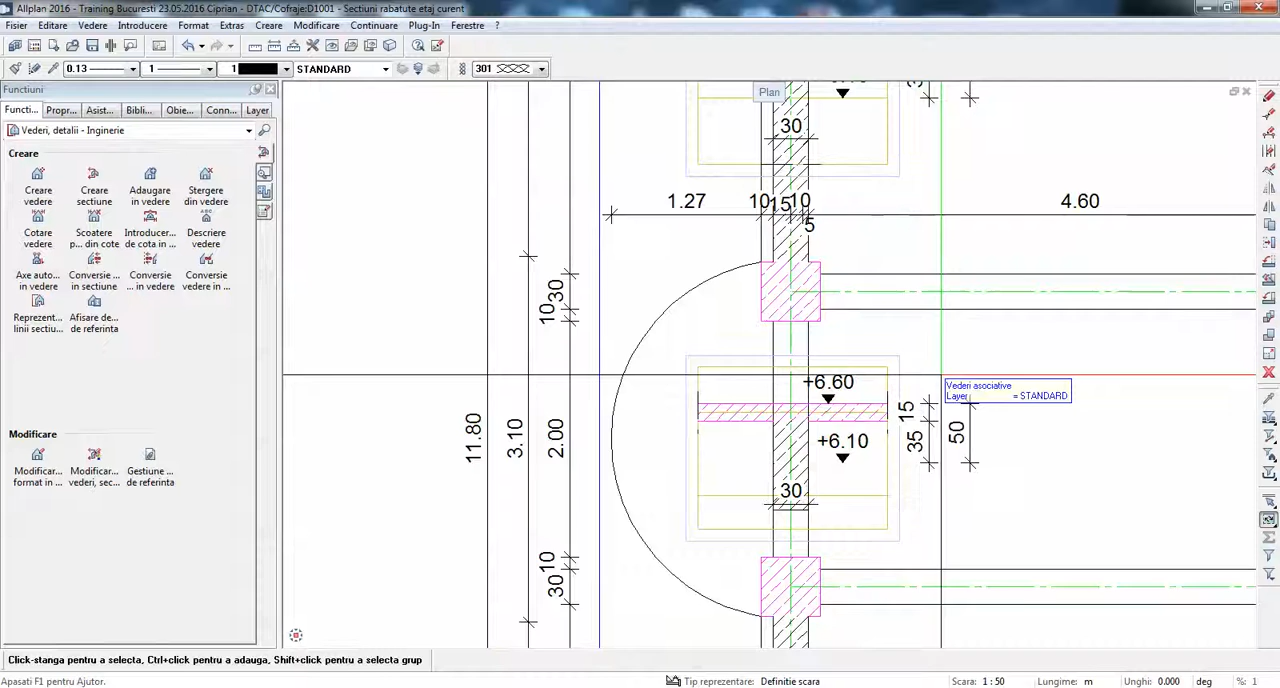 Allplan 2016 - Training Bucuresti 23.05.2016 Ciprian - DTAC/Cofraje:D1001 - Sectiuni rabatute etaj curent
Fisier Editare Vedere Introducere Format Extras Creare Modificare Continuare Plug-In Ferestre ?
0.13 1 1 STANDARD 301
Functiuni
Functi... Propr... Asist... Bibli... Obie... Conn... Layer
Vederi, detalii - Inginerie
Creare
Creare vedere
Creare sectiune
Adaugare in vedere
Stergere din vedere
Cotare vedere
Scoatere p... din cote
Introducer... de cota in ...
Descriere vedere
Axe auto... in vedere
Conversie ... in sectiune
Conversie ... in vedere
Conversie vedere in ...
Reprezent... linii sectiu...
Afisare de... de referinta
Modificare
Modificar... format in ...
Modificar... vederi, sec...
Gestiune ... de referinta
Plan
30
1.27 10 15 10 5 4.60
30
10
+6.60
15
+6.10
35
50
11.80
3.10
2.00
30
10
30
Vederi asociative
Layer = STANDARD
Click-stanga pentru a selecta, Ctrl+click pentru a adauga, Shift+click pentru a selecta grup
Apasati F1 pentru Ajutor.
Tip reprezentare: Definitie scara Scara: 1 : 50 Lungime: m Unghi: 0.000 deg %: 1